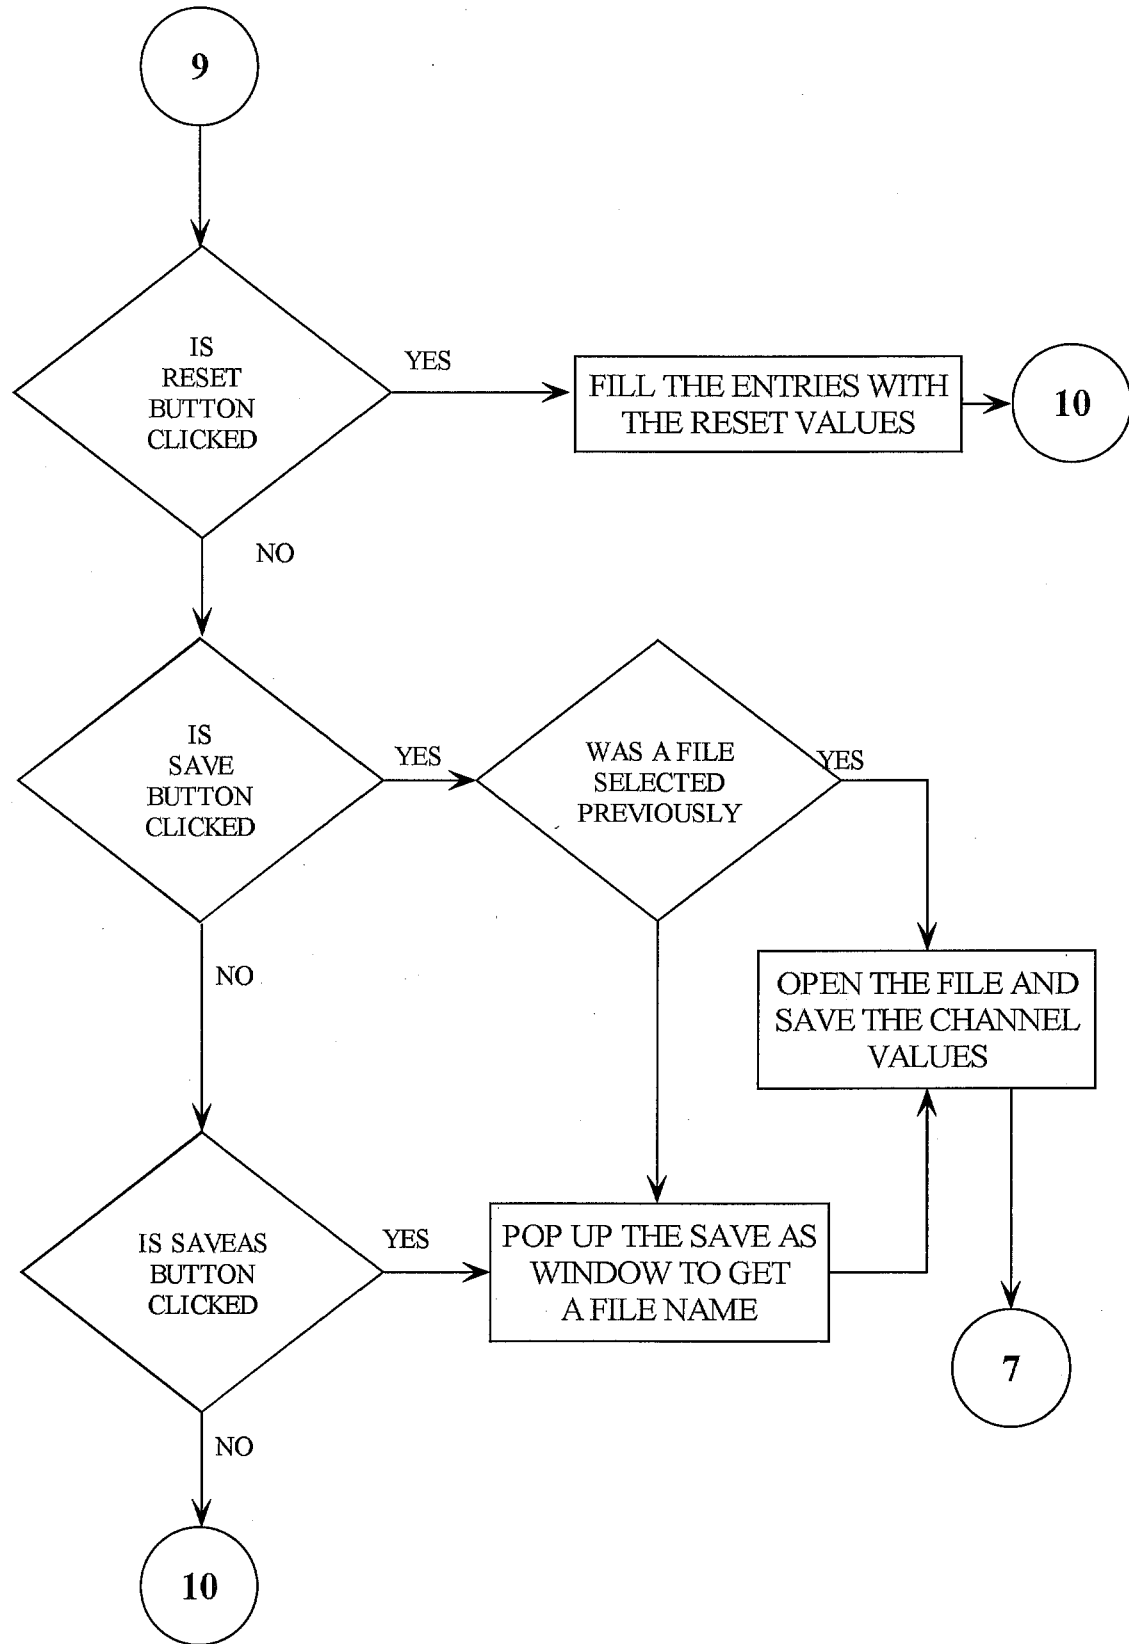 9
IS
RESET
BUTTON
CLICKED
YES
FILL THE ENTRIES WITH
THE RESET VALUES
10
NO
IS
SAVE
BUTTON
CLICKED
YES
WAS A FILE
SELECTED
PREVIOUSLY
YES
NO
OPEN THE FILE AND
SAVE THE CHANNEL
VALUES
IS SAVEAS
BUTTON
CLICKED
YES
POP UP THE SAVE AS
WINDOW TO GET
A FILE NAME
7
NO
10